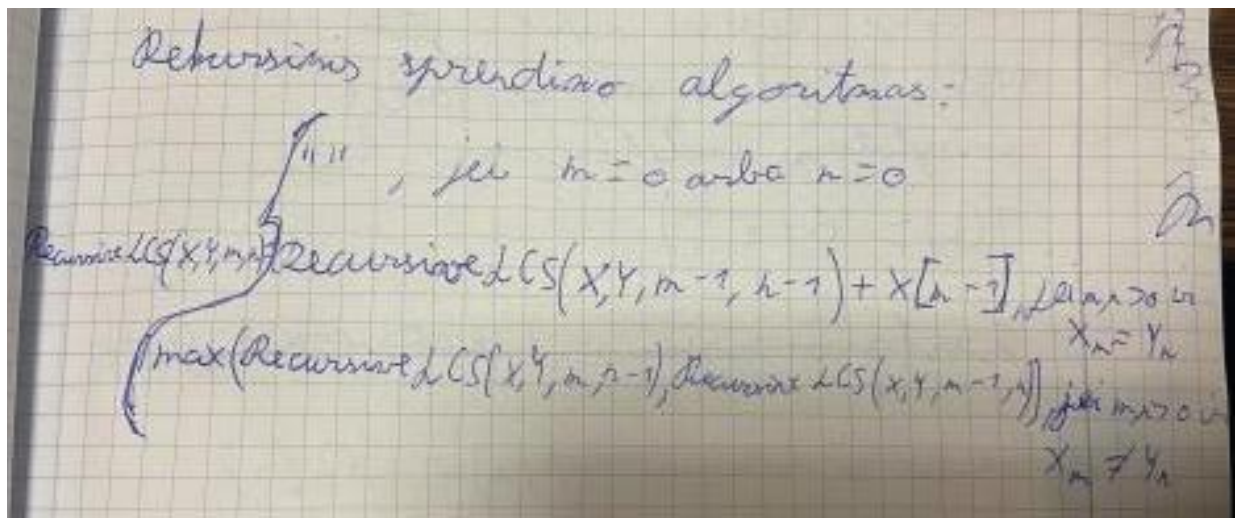 Rekursinis sprendimo algoritmas:
" " , jei m = 0 arba n = 0
RecursiveLCS(X,Y,m,n) RecursiveLCS(X,Y, m-1, n-1) + X[n-1], jei m,n>0 ir
Xn = Yn
max(RecursiveLCS(X,Y,m,n-1), RecursiveLCS(X,Y,m-1,n)), jei m,n>0 ir
Xm ≠ Yn